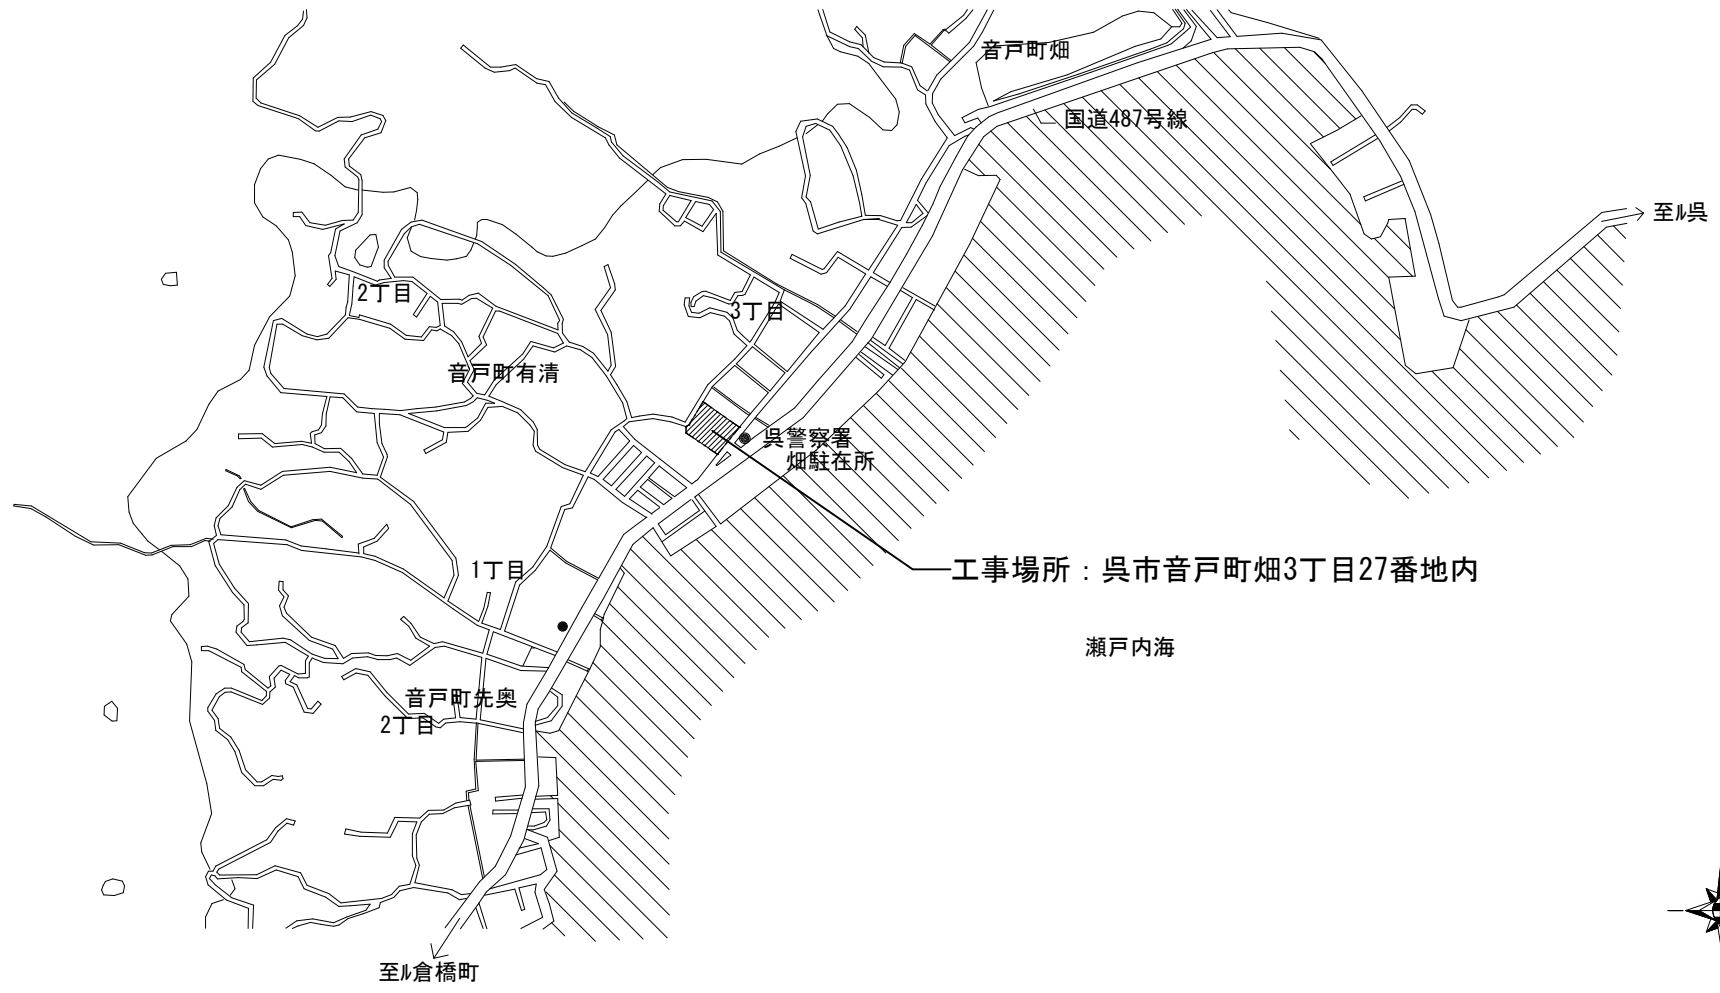 音戸町畑
国道487号線
至ル呉
2丁目
3丁目
音戸町有清
呉警察署
畑駐在所
工事場所：呉市音戸町畑3丁目27番地内
1丁目
瀬戸内海
音戸町先奥
2丁目
至ル倉橋町